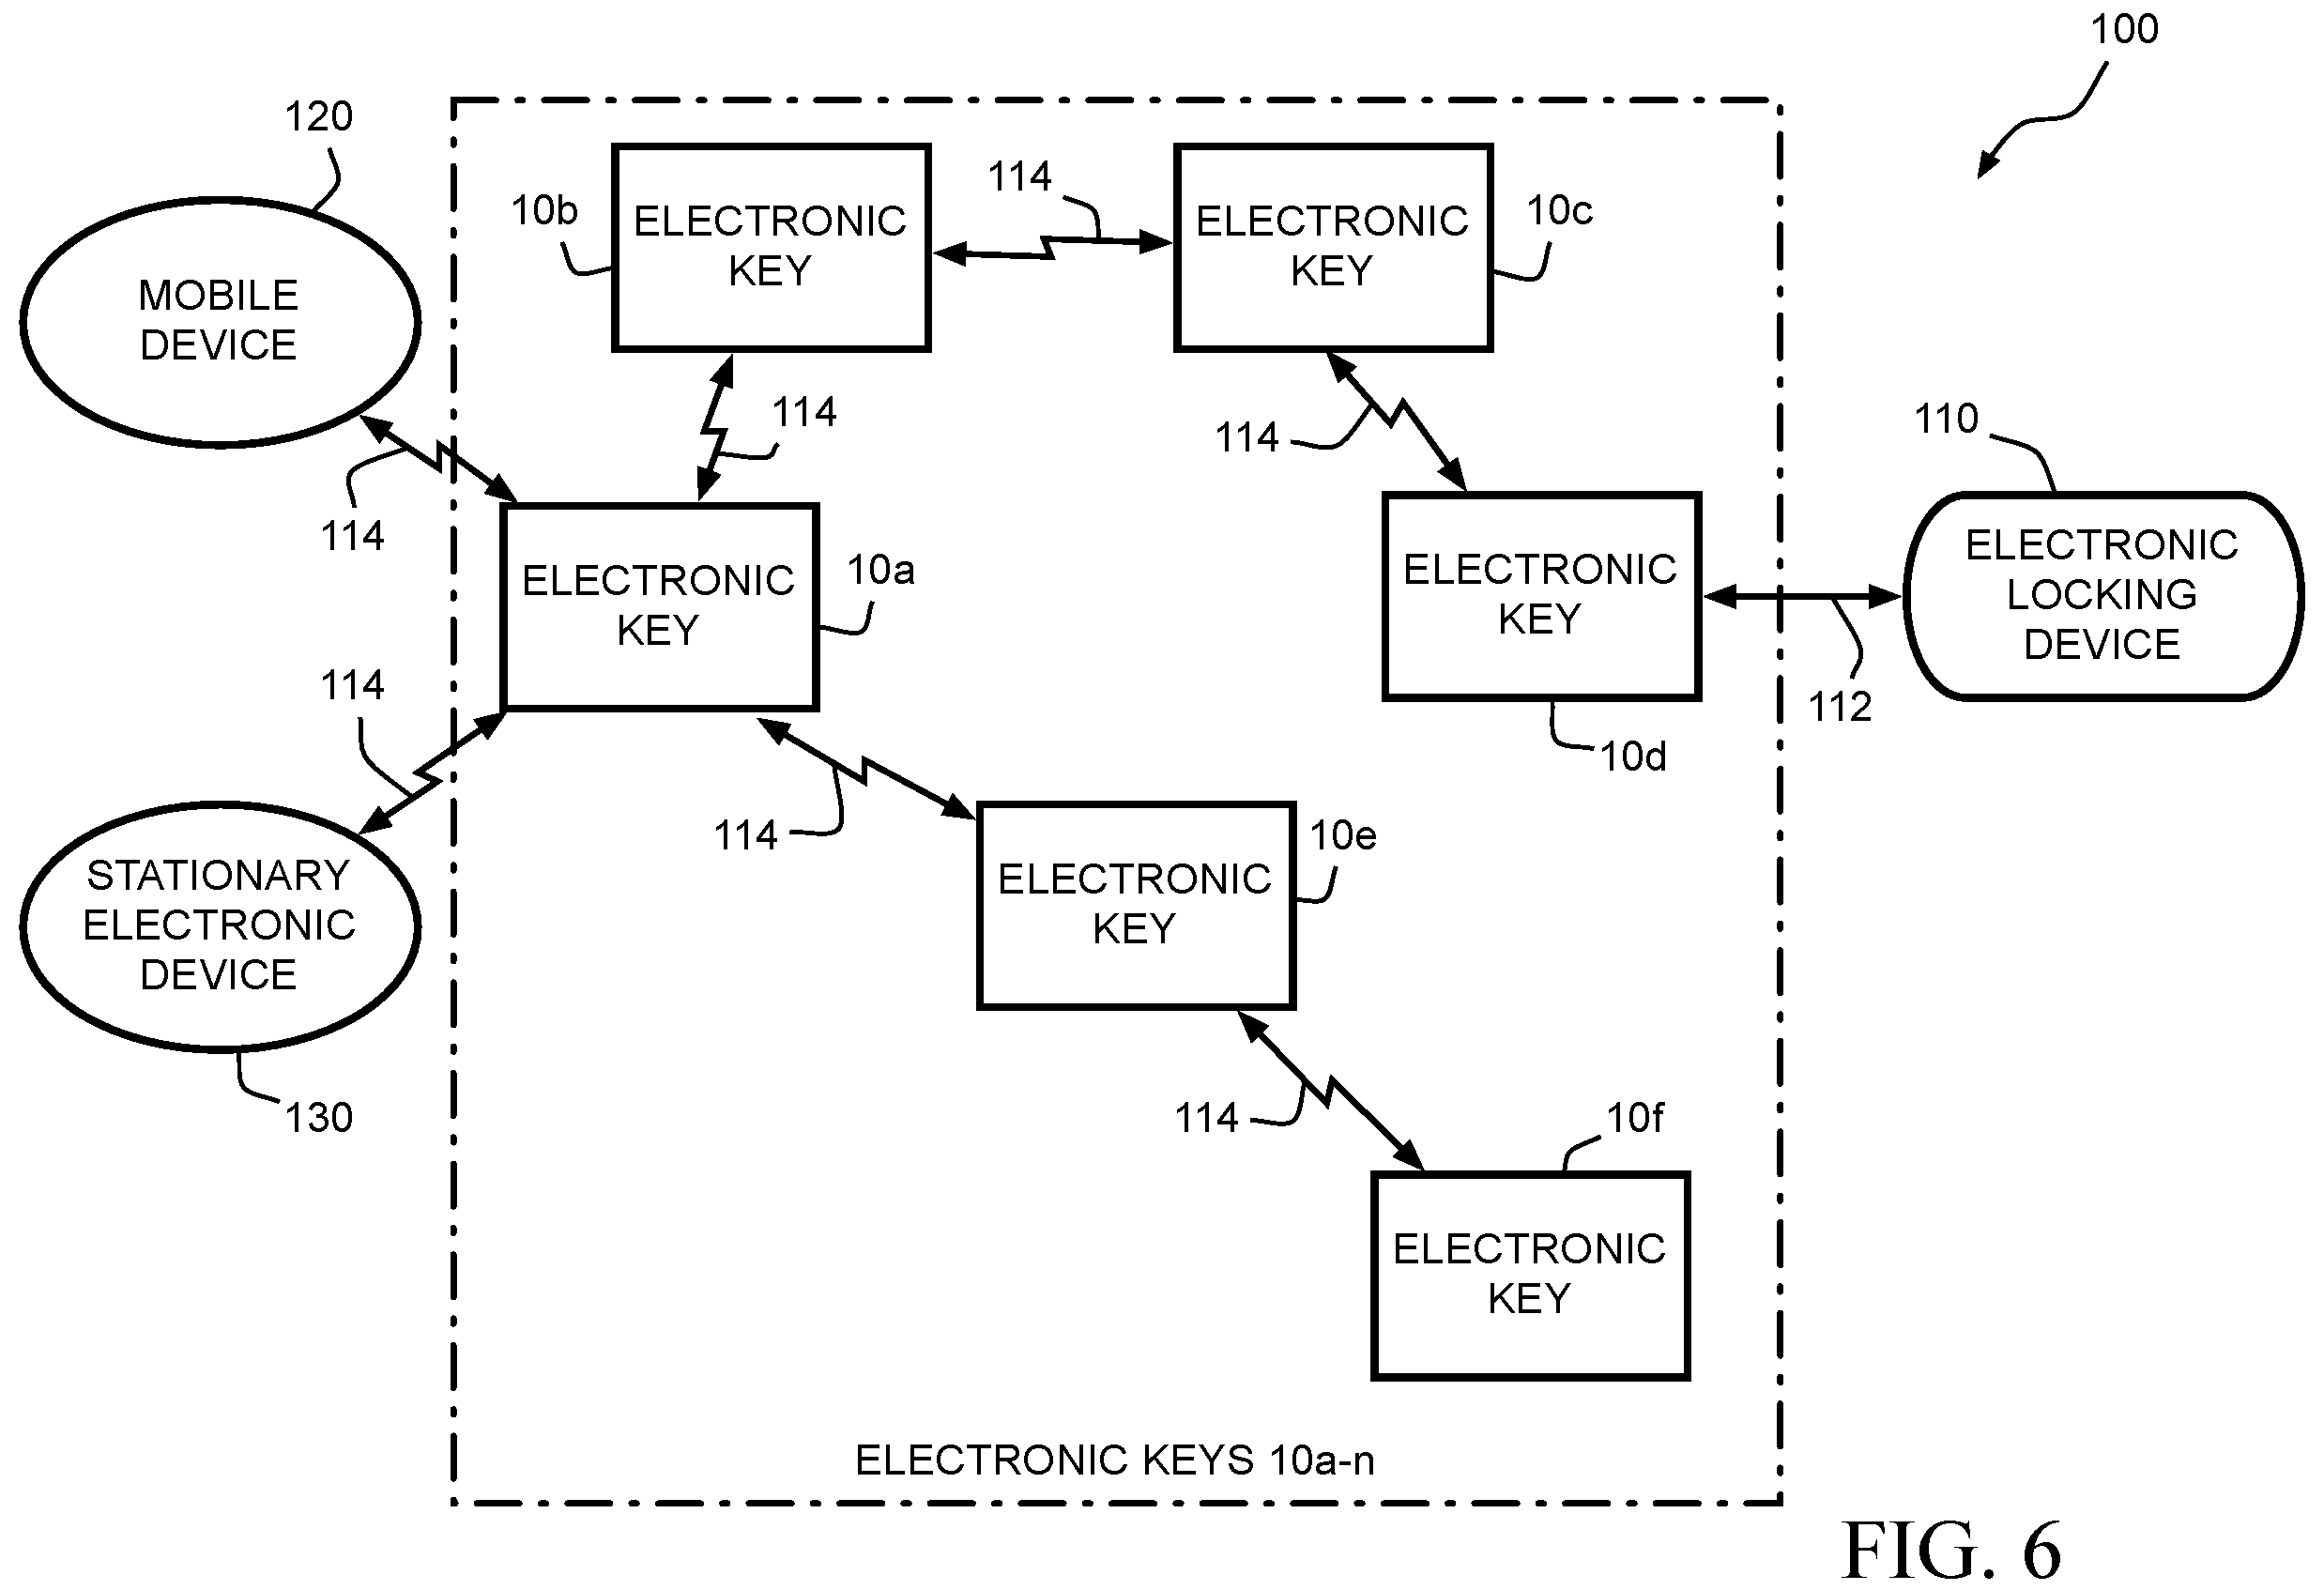 100
120
MOBILE
DEVICE
10b
ELECTRONIC
KEY
114
ELECTRONIC
KEY
10c
114
114
114
ELECTRONIC
KEY
10a
ELECTRONIC
KEY
10d
110
ELECTRONIC
LOCKING
DEVICE
112
114
STATIONARY
ELECTRONIC
DEVICE
130
114
ELECTRONIC
KEY
10e
114
10f
ELECTRONIC
KEY
ELECTRONIC KEYS 10a-n
FIG. 6